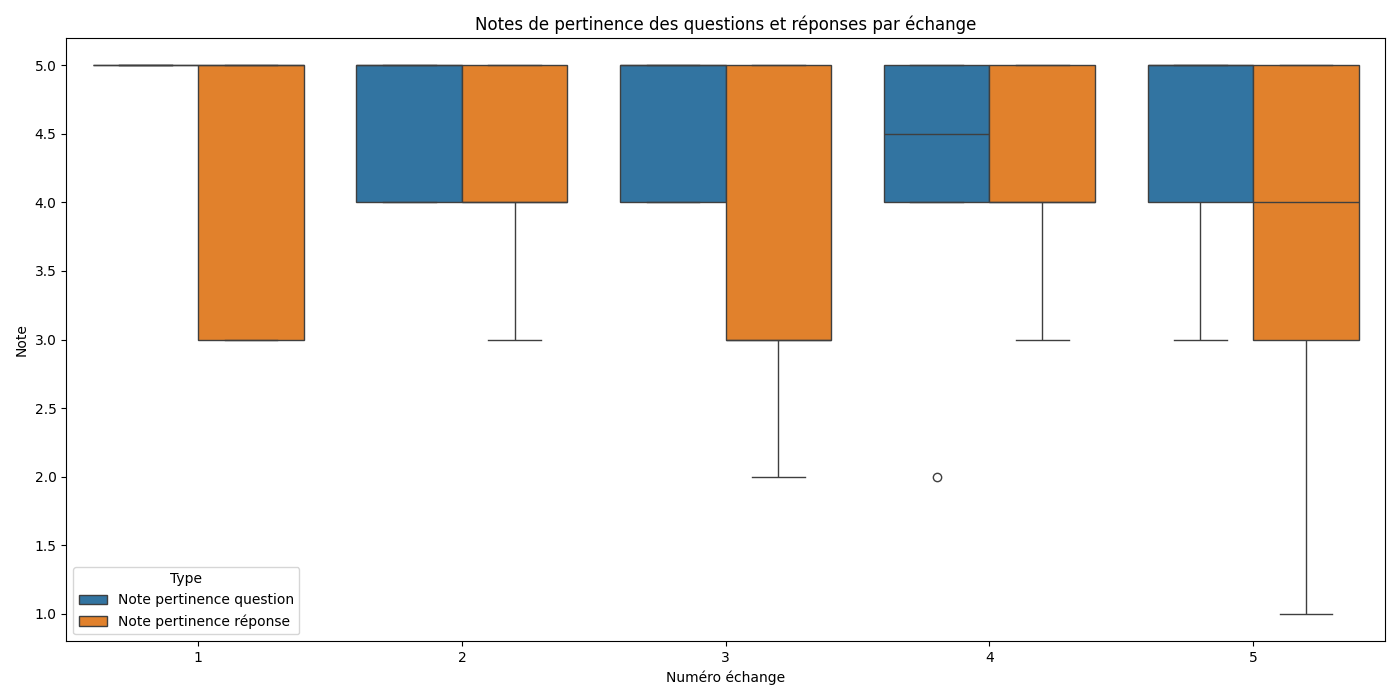 Notes de pertinence des questions et réponses par échange
Note
5.0
4.5
4.0
3.5
3.0
2.5
2.0
1.5
1.0
Type
Note pertinence question
Note pertinence réponse
1 2 3 4 5
Numéro échange